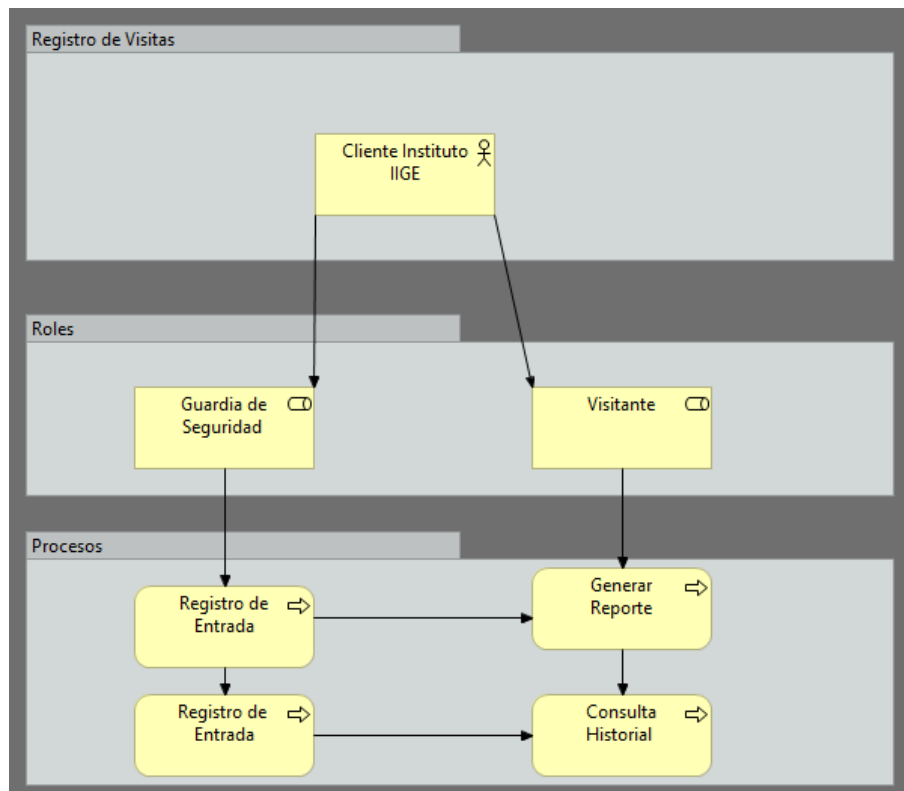 Registro de Visitas
Cliente Instituto
IIGE
Roles
Guardia de
Seguridad
Visitante
Procesos
Registro de
Entrada
Generar
Reporte
Registro de
Entrada
Consulta
Historial